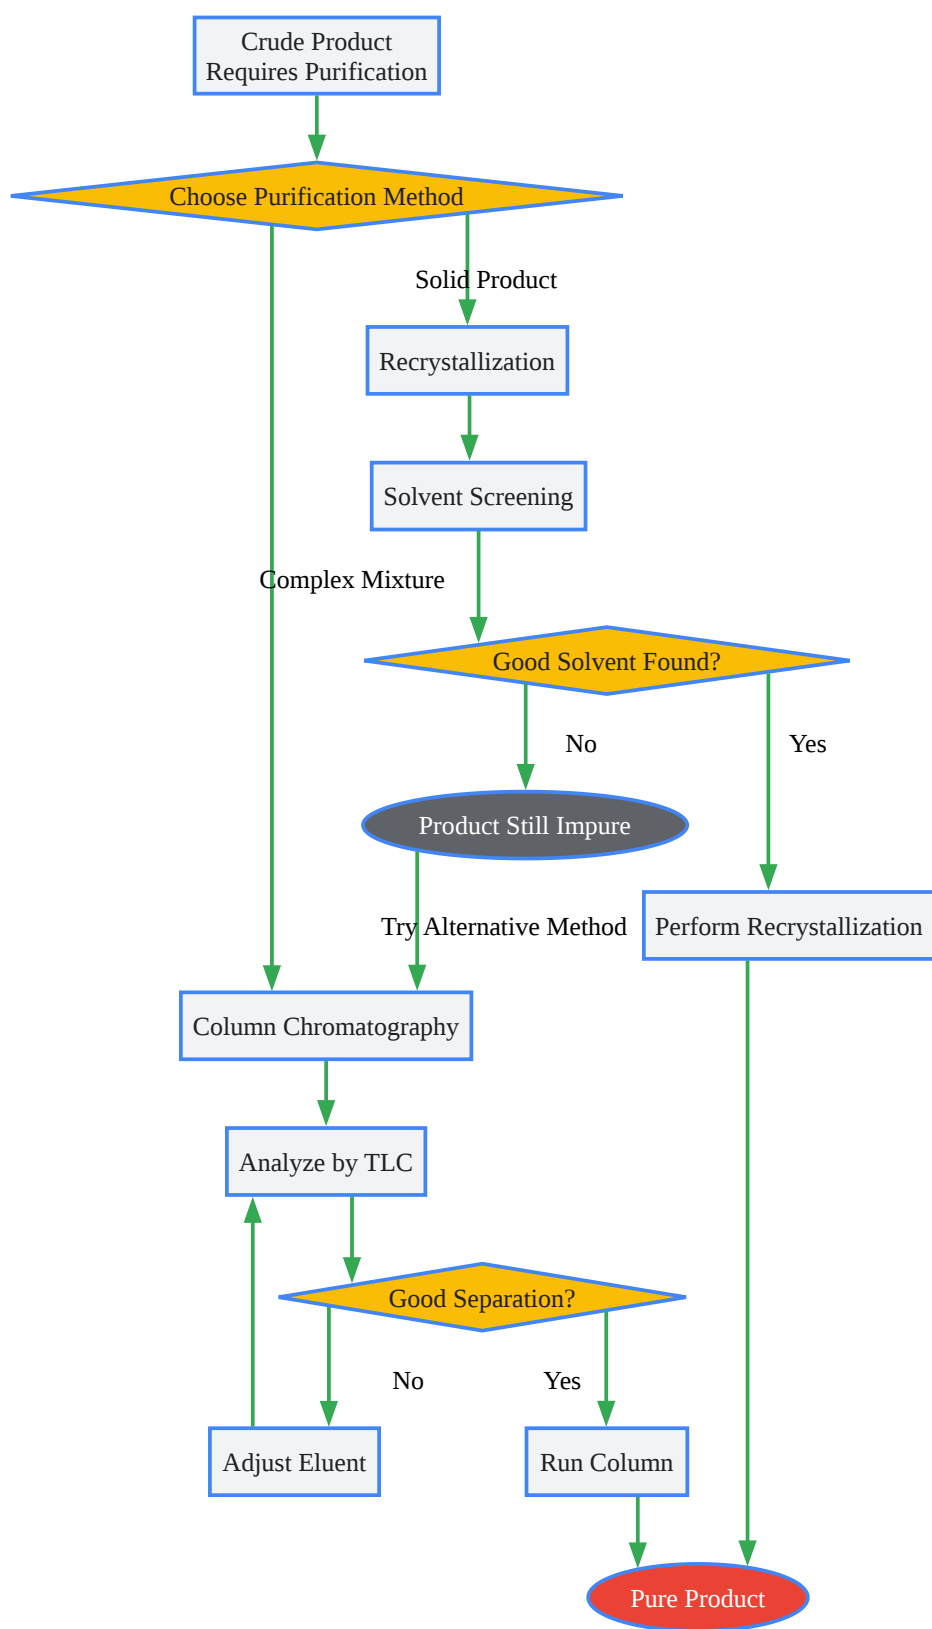 Crude Product
Requires Purification
Choose Purification Method
Solid Product
Recrystallization
Solvent Screening
Complex Mixture
Good Solvent Found?
No
Yes
Product Still Impure
Try Alternative Method
Perform Recrystallization
Column Chromatography
Analyze by TLC
Good Separation?
No
Yes
Adjust Eluent
Run Column
Pure Product